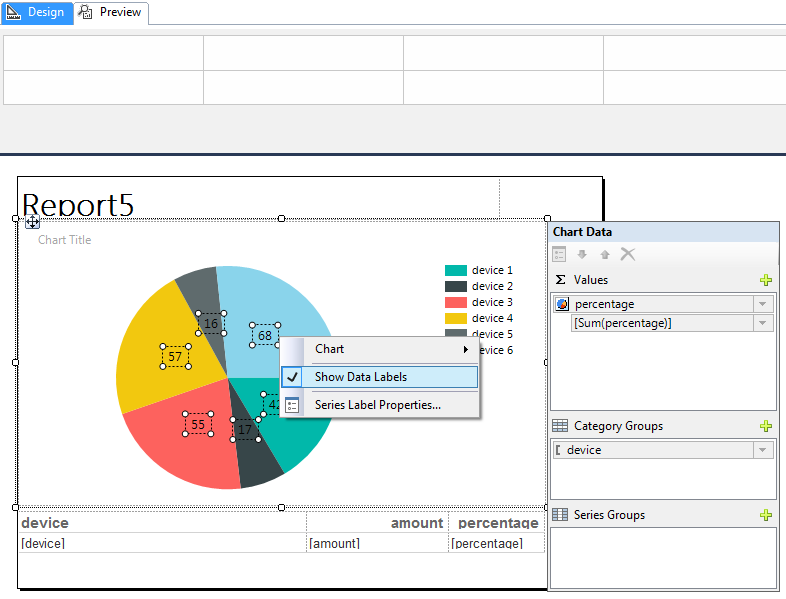 Design
Preview
Report5
Chart Title
Chart Data
Values
percentage
[Sum(percentage)]
Category Groups
device
Series Groups
device 1
device 2
device 3
device 4
device 5
evice 6
16
68
57
42
55
17
Chart
Show Data Labels
Series Label Properties...
device amount percentage
[device] [amount] [percentage]